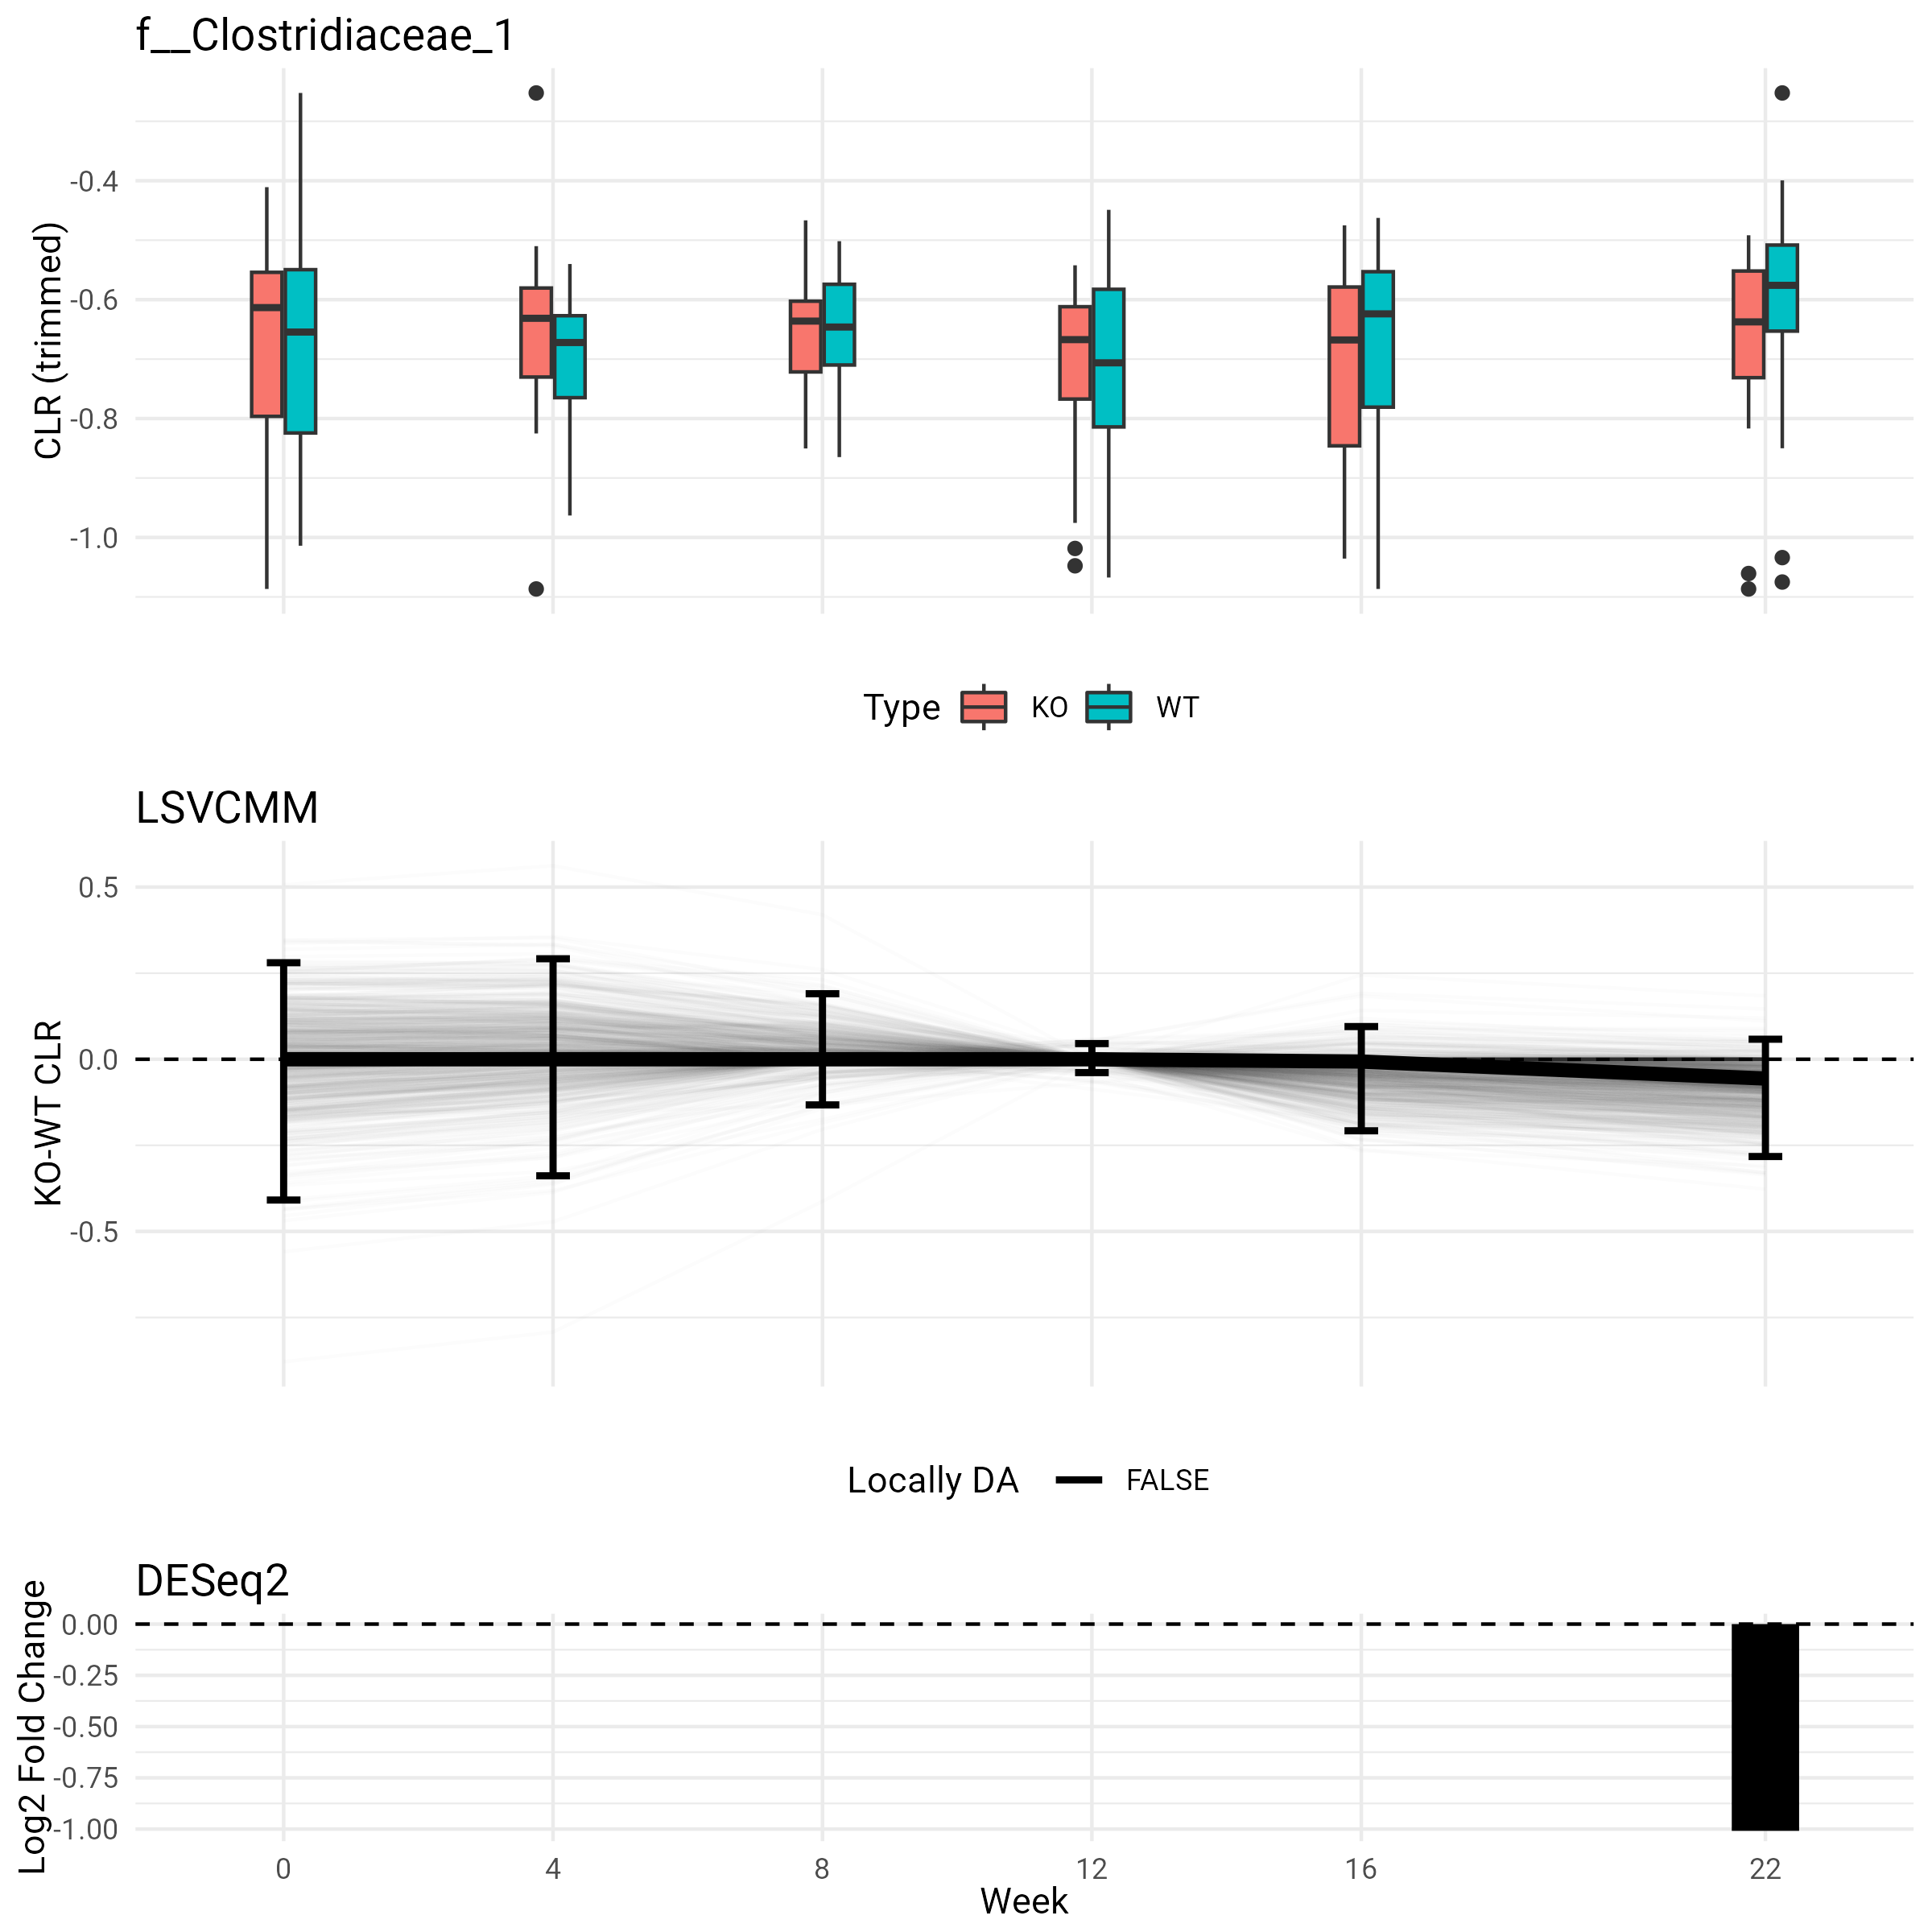 f__Clostridiaceae_1
CLR (trimmed)
-0.4
-0.6
-0.8
-1.0
Type KO WT
LSVCMM
KO-WT CLR
0.5
0.0
-0.5
Locally DA FALSE
DESeq2
Log2 Fold Change
0.00
-0.25
-0.50
-0.75
-1.00
0 4 8 12 16 22
Week